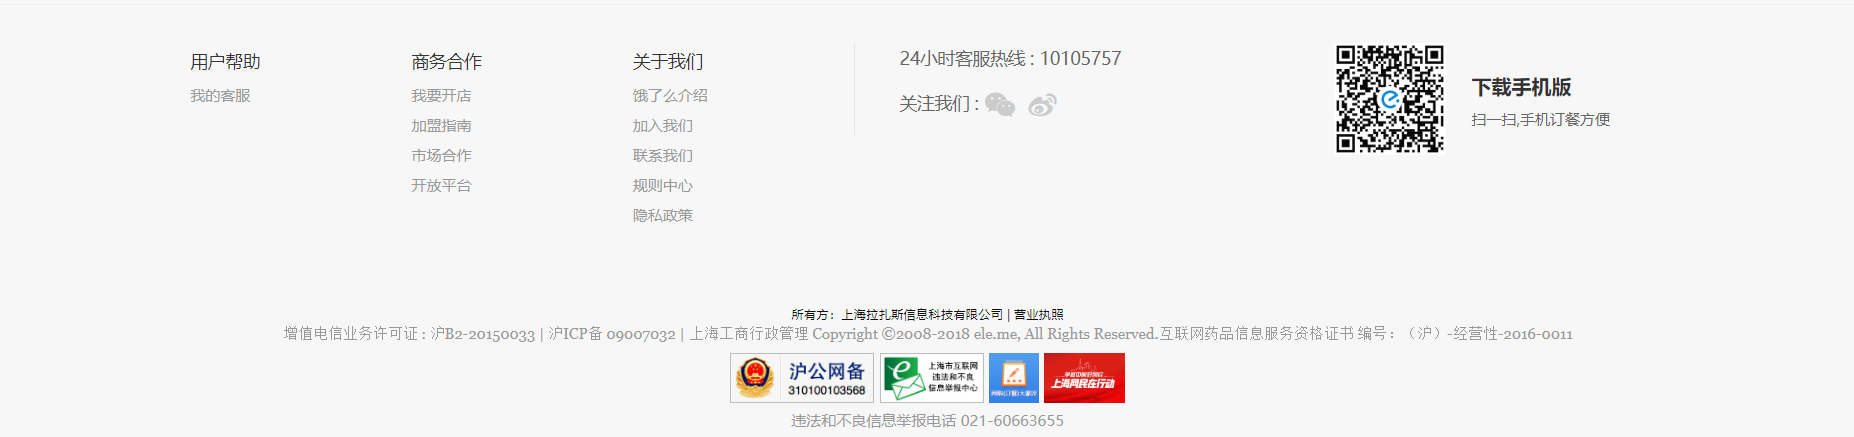 用户帮助
我的客服
商务合作
我要开店
加盟指南
市场合作
开放平台
关于我们
饿了么介绍
加入我们
联系我们
规则中心
隐私政策
24小时客服热线 : 10105757
关注我们 :
下载手机版
扫一扫,手机订餐方便
所有方：上海拉扎斯信息科技有限公司 | 营业执照
增值电信业务许可证 : 沪B2-20150033 | 沪ICP备 09007032 | 上海工商行政管理 Copyright ©2008-2018 ele.me, All Rights Reserved.互联网药品信息服务资格证书 编号：（沪）-经营性-2016-0011
沪公网备
310100103568
上海市互联网
违法和不良
信息举报中心
上海网民在行动
违法和不良信息举报电话 021-60663655